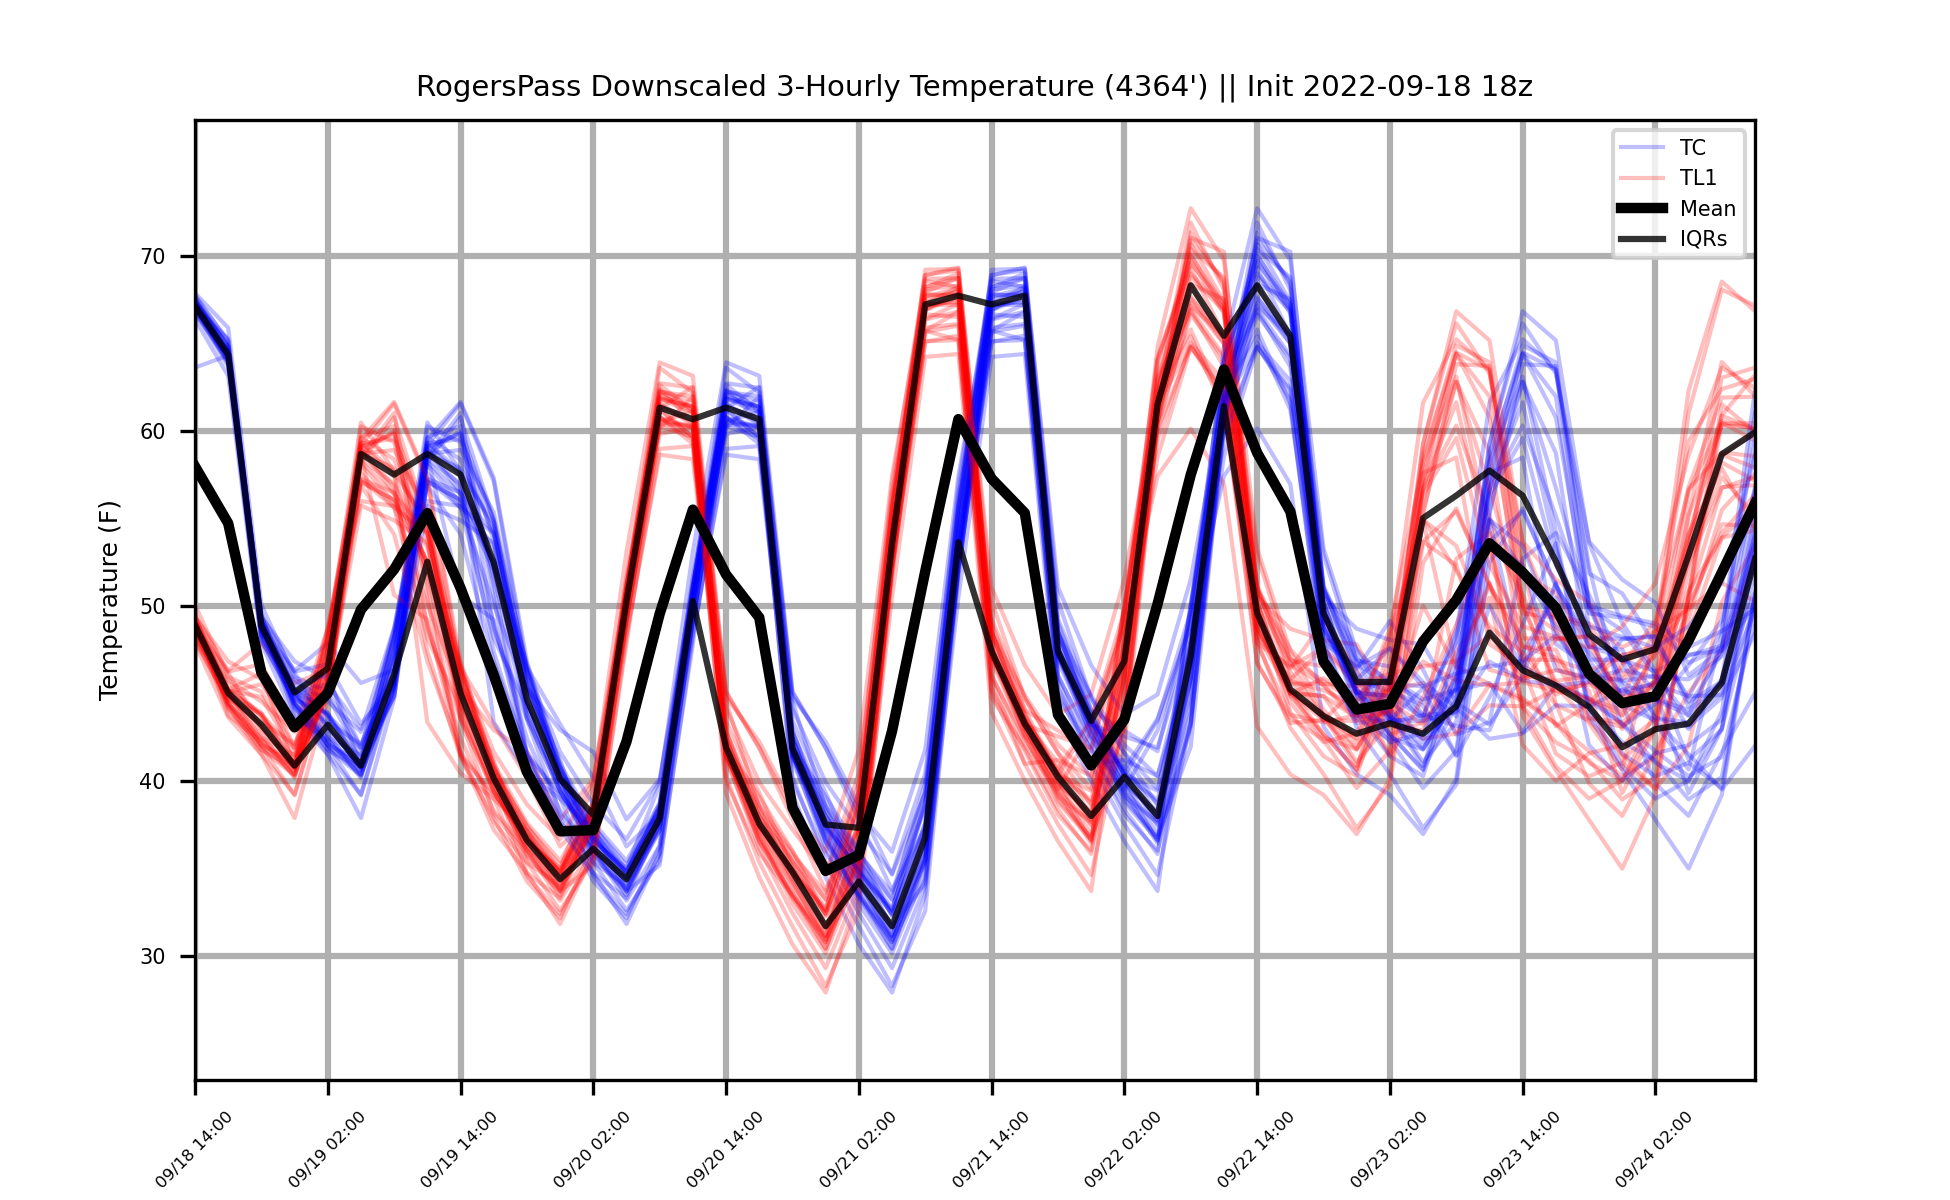 RogersPass Downscaled 3-Hourly Temperature (4364') || Init 2022-09-18 18z
TC
TL1
Mean
IQRs
Temperature (F)
70
60
50
40
30
09/18 14:00
09/19 02:00
09/19 14:00
09/20 02:00
09/20 14:00
09/21 02:00
09/21 14:00
09/22 02:00
09/22 14:00
09/23 02:00
09/23 14:00
09/24 02:00